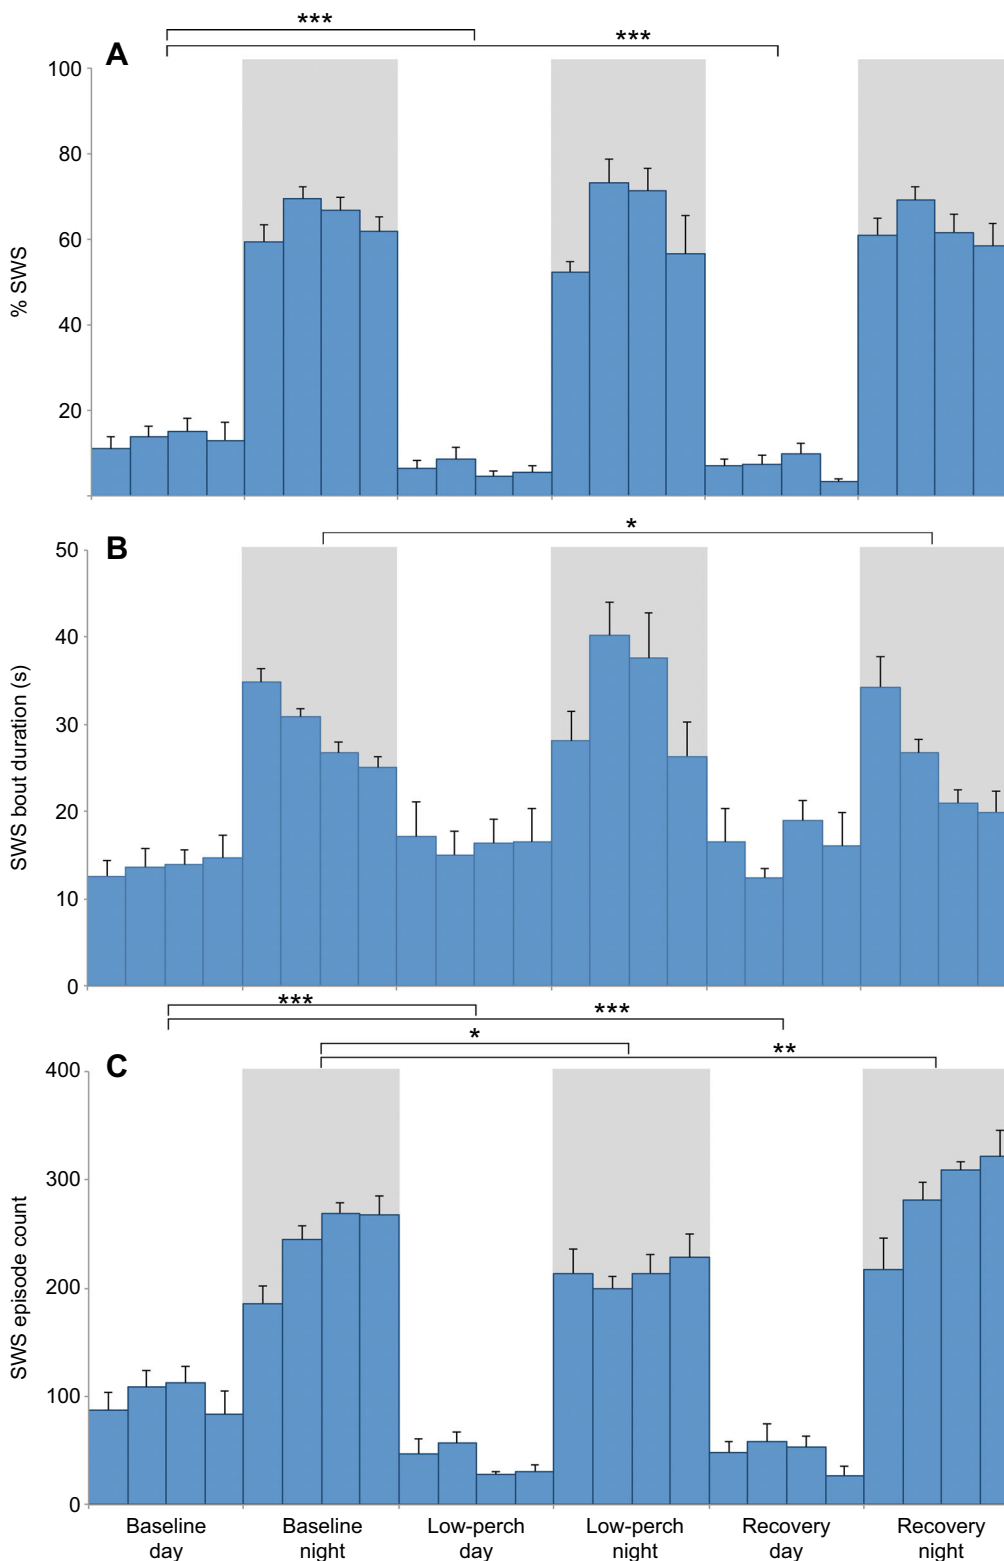 ***
***
A
100
80
60
40
20
% SWS
*
B
50
40
30
20
10
0
SWS bout duration (s)
***
***
*
**
C
400
300
200
100
0
SWS episode count
Baseline day
Baseline night
Low-perch day
Low-perch night
Recovery day
Recovery night